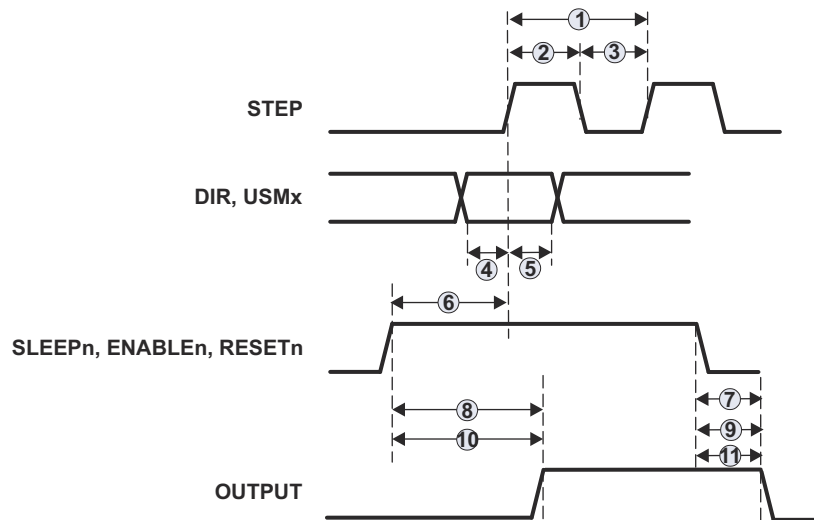 1
2 3
STEP
DIR, USMx
4 5
6
SLEEPn, ENABLEn, RESETn
7
8
9
10
11
OUTPUT